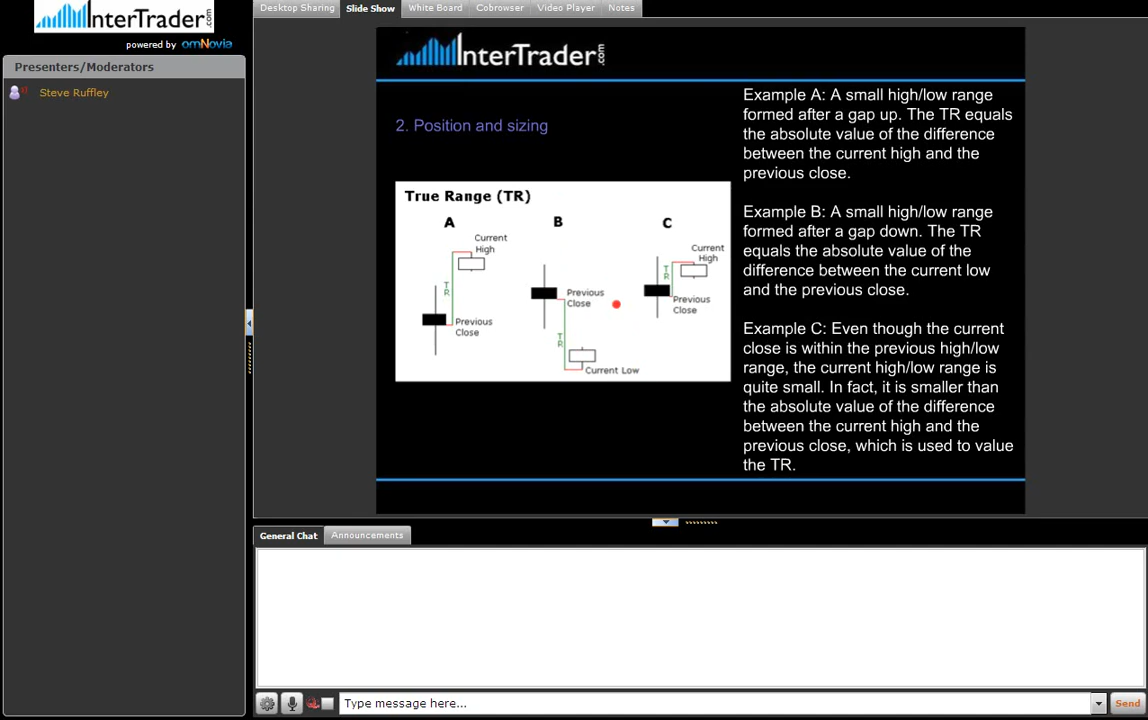 InterTrader.com
powered by omNovia
Presenters/Moderators
Steve Ruffley
Desktop Sharing
Slide Show
White Board
Cobrowser
Video Player
Notes
InterTrader.com
2. Position and sizing
True Range (TR)
A
B
C
Current
High
TR
Previous
Close
Previous
Close
TR
Current Low
Current
High
TR
Previous
Close
Example A: A small high/low range
formed after a gap up. The TR equals
the absolute value of the difference
between the current high and the
previous close.
Example B: A small high/low range
formed after a gap down. The TR
equals the absolute value of the
difference between the current low
and the previous close.
Example C: Even though the current
close is within the previous high/low
range, the current high/low range is
quite small. In fact, it is smaller than
the absolute value of the difference
between the current high and the
previous close, which is used to value
the TR.
General Chat
Announcements
Type message here...
Send